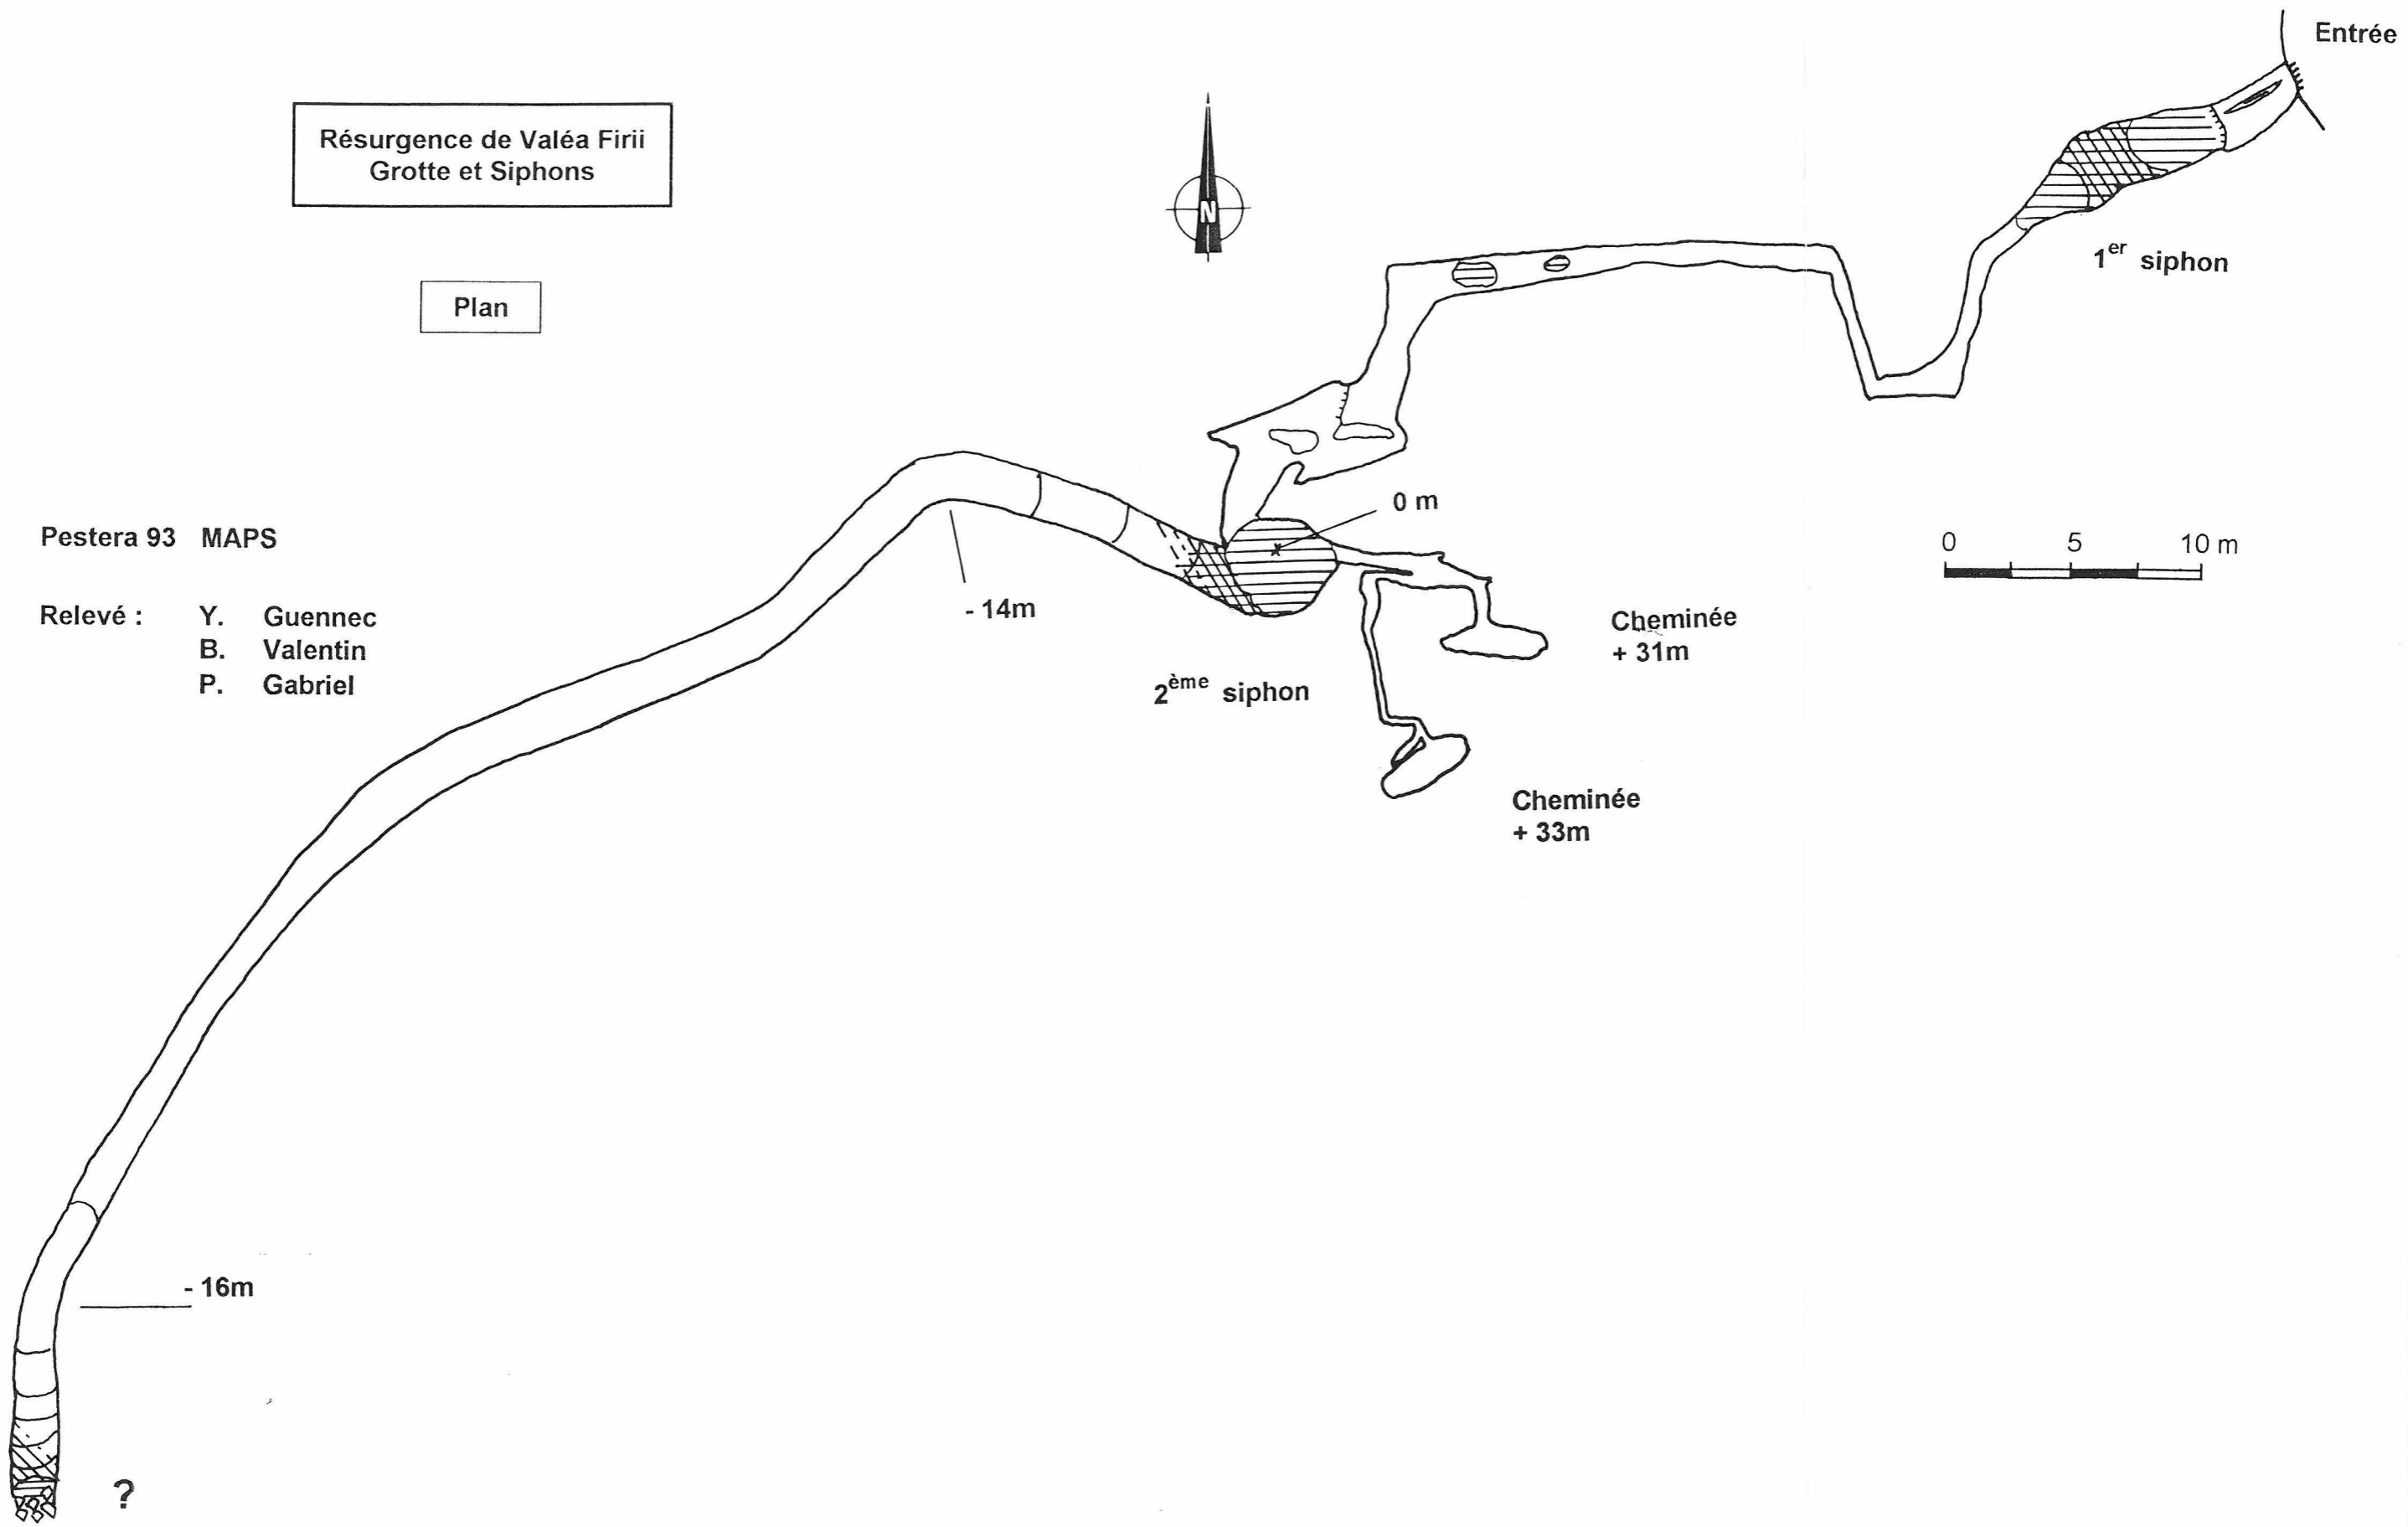 Entrée
Résurgence de Valéa Firii
Grotte et Siphons
N
1er siphon
Plan
0 m
Pestera 93 MAPS
0 5 10 m
- 14m
Relevé : Y. Guennec
B. Valentin
P. Gabriel
Cheminée
+ 31m
2ème siphon
Cheminée
+ 33m
- 16m
?